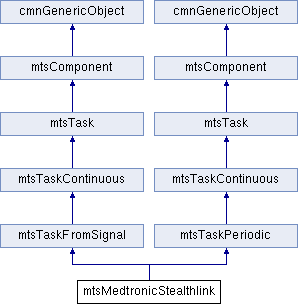 cmnGenericObject cmnGenericObject
mtsComponent mtsComponent
mtsTask mtsTask
mtsTaskContinuous mtsTaskContinuous
mtsTaskFromSignal mtsTaskPeriodic
mtsMedtronicStealthlink